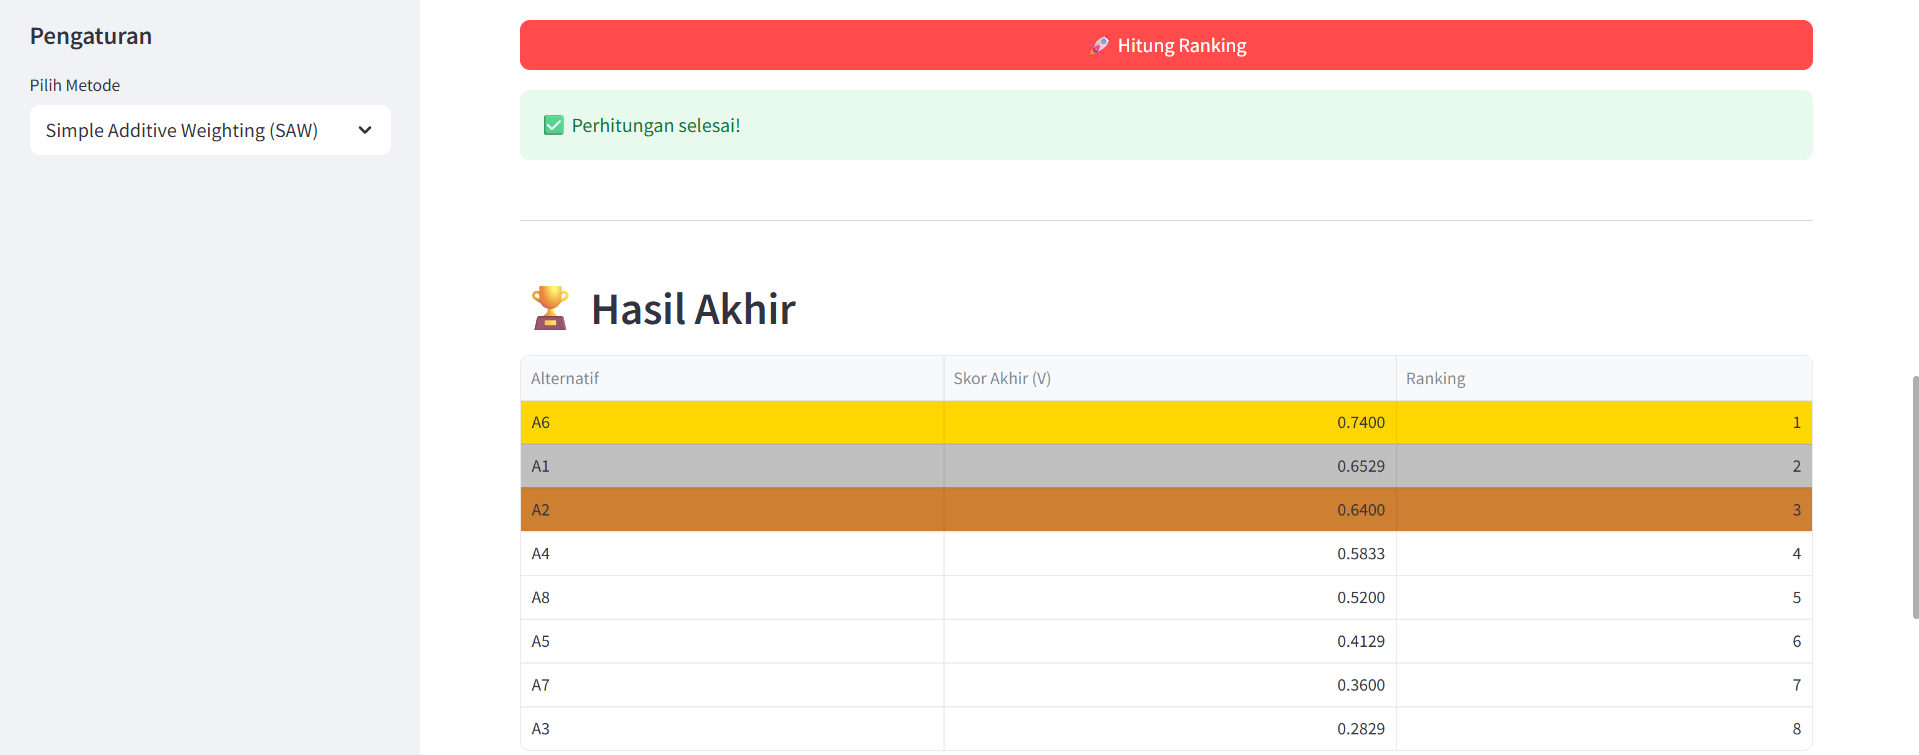 Pengaturan
Pilih Metode
Simple Additive Weighting (SAW)
Hitung Ranking
Perhitungan selesai!
Hasil Akhir
Alternatif Skor Akhir (V) Ranking
A6 0.7400 1
A1 0.6529 2
A2 0.6400 3
A4 0.5833 4
A8 0.5200 5
A5 0.4129 6
A7 0.3600 7
A3 0.2829 8